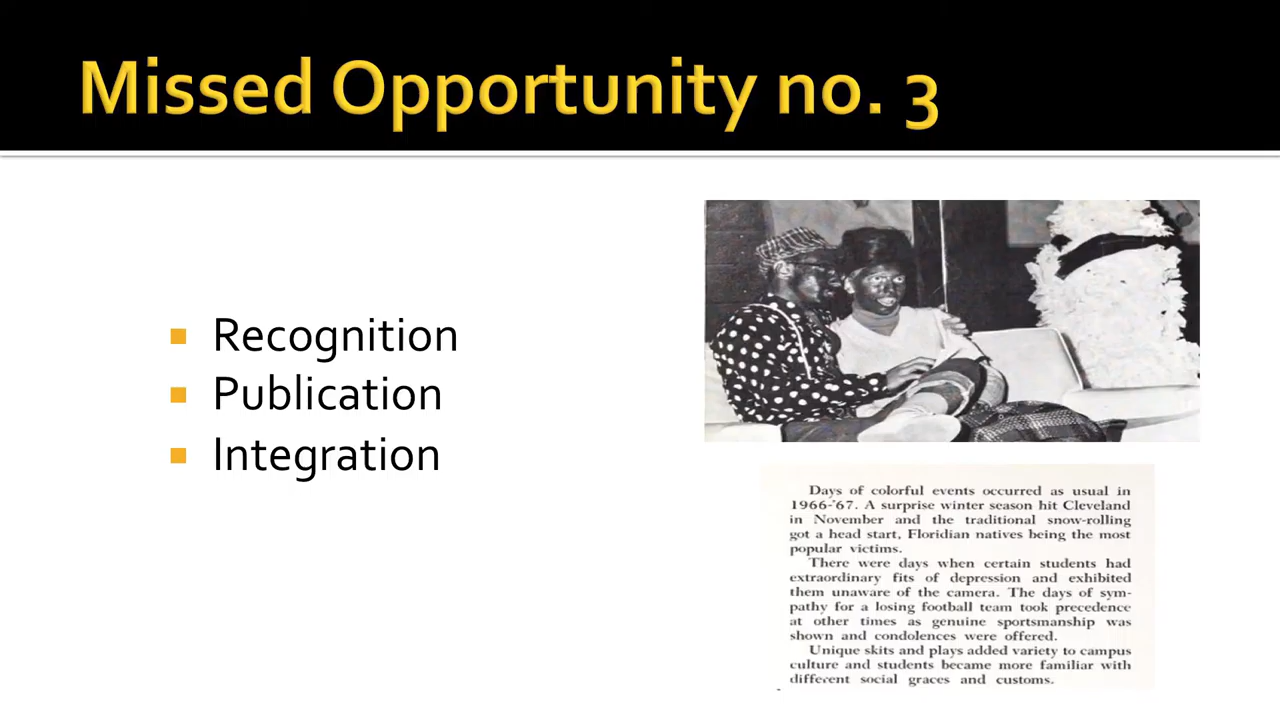 Missed Opportunity no. 3
Recognition
Publication
Integration
Days of colorful events occurred as usual in
1966-'67. A surprise winter season hit Cleveland
in November and the traditional snow-rolling
got a head start, Floridian natives being the most
popular victims.
There were days when certain students had
extraordinary fits of depression and exhibited
them unaware of the camera. The days of sym-
pathy for a losing football team took precedence
at other times as genuine sportsmanship was
shown and condolences were offered.
Unique skits and plays added variety to campus
culture and students became more familiar with
different social graces and customs.